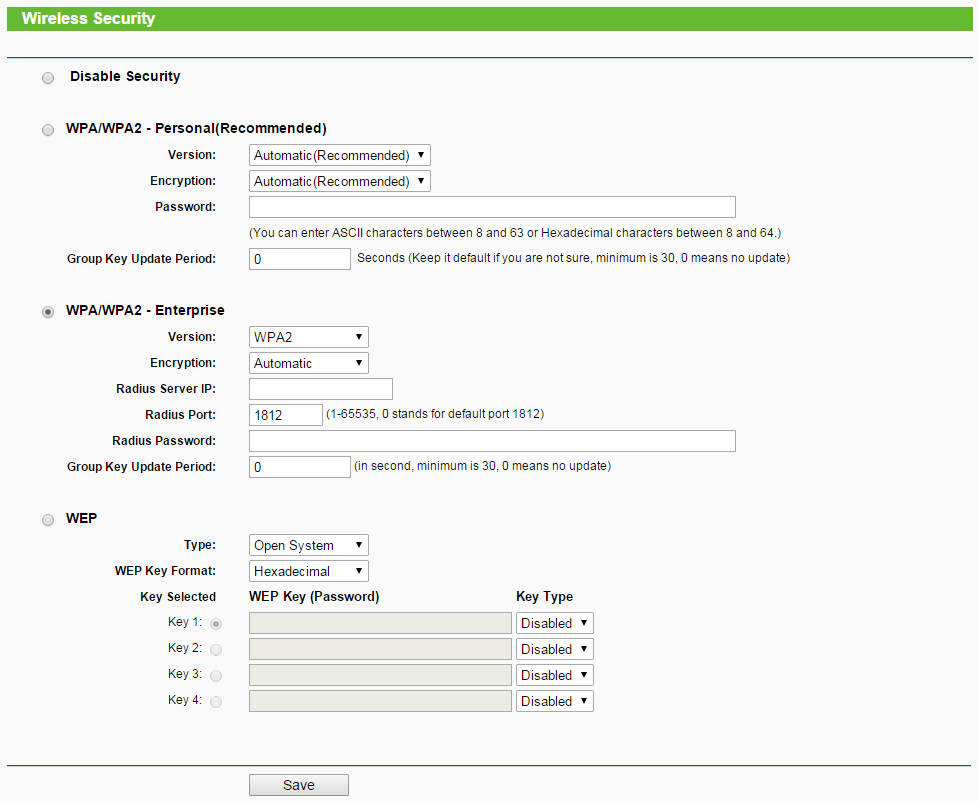 Wireless Security
Disable Security
WPA/WPA2 - Personal(Recommended)
Version: Automatic(Recommended)
Encryption: Automatic(Recommended)
Password:
(You can enter ASCII characters between 8 and 63 or Hexadecimal characters between 8 and 64.)
Group Key Update Period: 0 Seconds (Keep it default if you are not sure, minimum is 30, 0 means no update)
WPA/WPA2 - Enterprise
Version: WPA2
Encryption: Automatic
Radius Server IP:
Radius Port: 1812 (1-65535, 0 stands for default port 1812)
Radius Password:
Group Key Update Period: 0 (in second, minimum is 30, 0 means no update)
WEP
Type: Open System
WEP Key Format: Hexadecimal
Key Selected WEP Key (Password) Key Type
Key 1: Disabled
Key 2: Disabled
Key 3: Disabled
Key 4: Disabled
Save